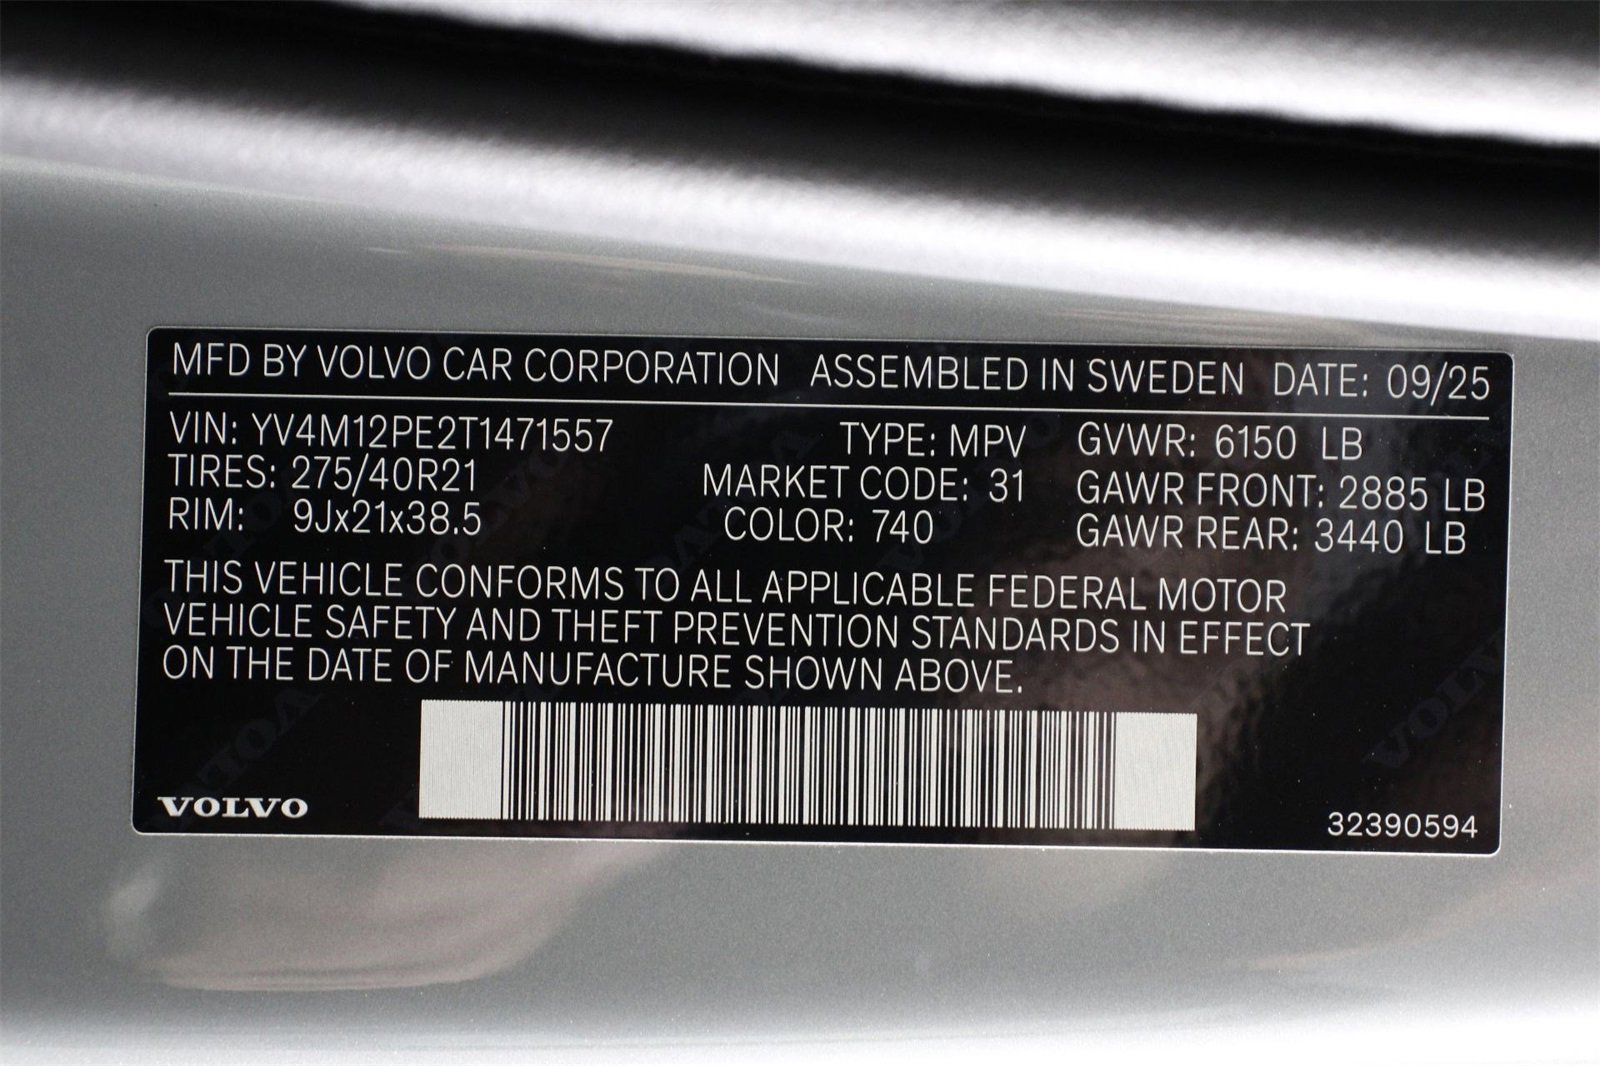 MFD BY VOLVO CAR CORPORATION ASSEMBLED IN SWEDEN DATE: 09/25
VIN: YV4M12PE2T1471557 TYPE: MPV GVWR: 6150 LB
TIRES: 275/40R21 MARKET CODE: 31 GAWR FRONT: 2885 LB
RIM: 9Jx21x38.5 COLOR: 740 GAWR REAR: 3440 LB
THIS VEHICLE CONFORMS TO ALL APPLICABLE FEDERAL MOTOR
VEHICLE SAFETY AND THEFT PREVENTION STANDARDS IN EFFECT
ON THE DATE OF MANUFACTURE SHOWN ABOVE.
VOLVO 32390594